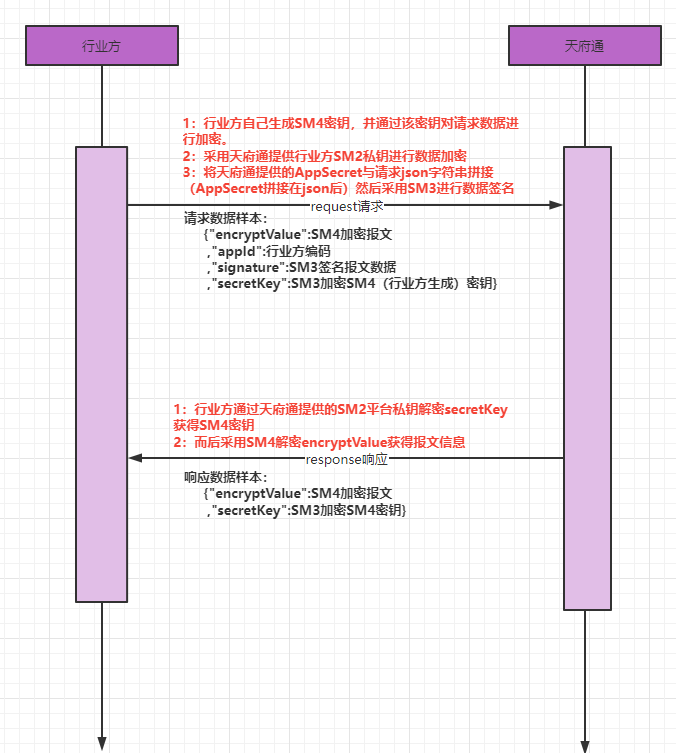 行业方
天府通
1：行业方自己生成SM4密钥，并通过该密钥对请求数据进
行加密。
2：采用天府通提供行业方SM2私钥进行数据加密
3：将天府通提供的AppSecret与请求json字符串拼接
（AppSecret拼接在json后）然后采用SM3进行数据签名
request请求
请求数据样本：
{"encryptValue":SM4加密报文
,"appId":行业方编码
,"signature":SM3签名报文数据
,"secretKey":SM3加密SM4（行业方生成）密钥}
1：行业方通过天府通提供的SM2平台私钥解密secretKey
获得SM4密钥
2：而后采用SM4解密encryptValue获得报文信息
response响应
响应数据样本：
{"encryptValue":SM4加密报文
,"secretKey":SM3加密SM4密钥}